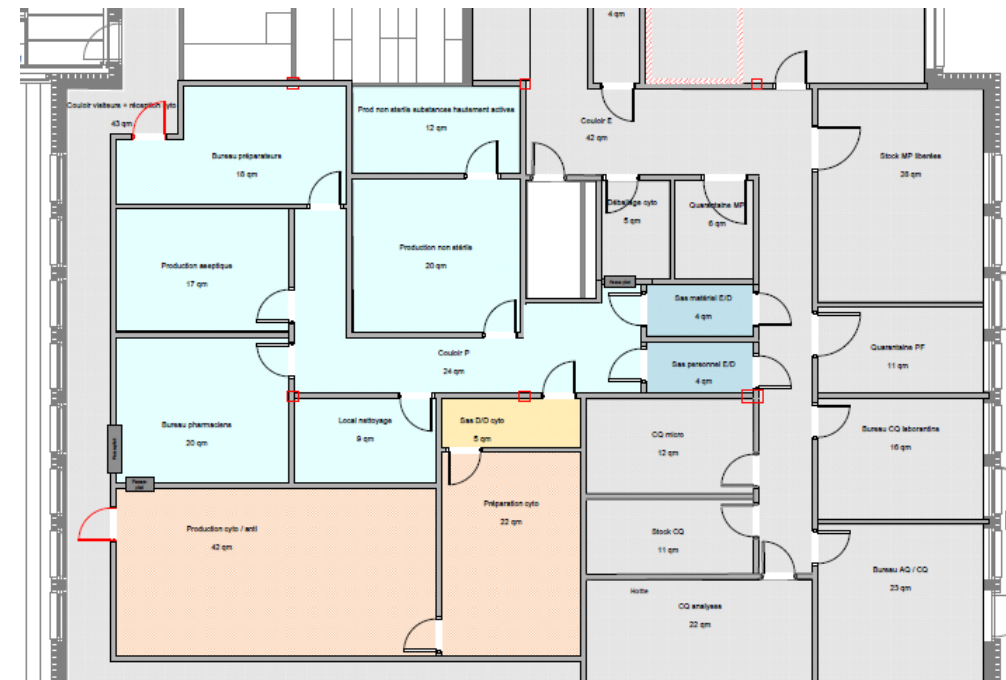 4 qm
Couloir visiteurs + réception cyto
43 qm
Prod non stérile substances hautement actives
12 qm
Couloir E
42 qm
Bureau préparateurs
18 qm
Stock MP libérées
28 qm
Déballage cyto
5 qm
Quarantaine MP
6 qm
Production non stérile
20 qm
Production aseptique
17 qm
Sas matériel E/D
4 qm
Couloir P
24 qm
Sas personnel E/D
4 qm
Quarantaine PF
11 qm
Bureau pharmaciens
20 qm
Local nettoyage
9 qm
Sas D/D cyto
5 qm
CQ micro
12 qm
Bureau CQ laborantins
16 qm
Production cyto / anti
42 qm
Préparation cyto
22 qm
Stock CQ
11 qm
Bureau AQ / CQ
23 qm
Hotte
CQ analyses
22 qm